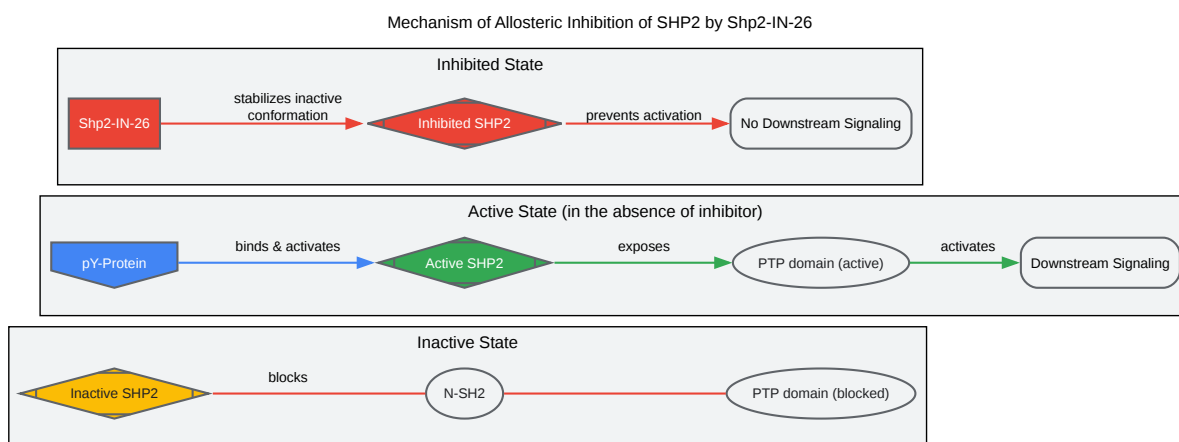 Mechanism of Allosteric Inhibition of SHP2 by Shp2-IN-26
Inhibited State
Shp2-IN-26
stabilizes inactive
conformation
Inhibited SHP2
prevents activation
No Downstream Signaling
Active State (in the absence of inhibitor)
pY-Protein
binds & activates
Active SHP2
exposes
PTP domain (active)
activates
Downstream Signaling
Inactive State
Inactive SHP2
blocks
N-SH2
PTP domain (blocked)